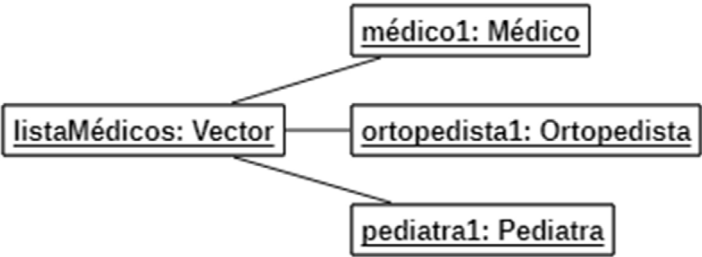 médico1: Médico
listaMédicos: Vector
ortopedista1: Ortopedista
pediatra1: Pediatra